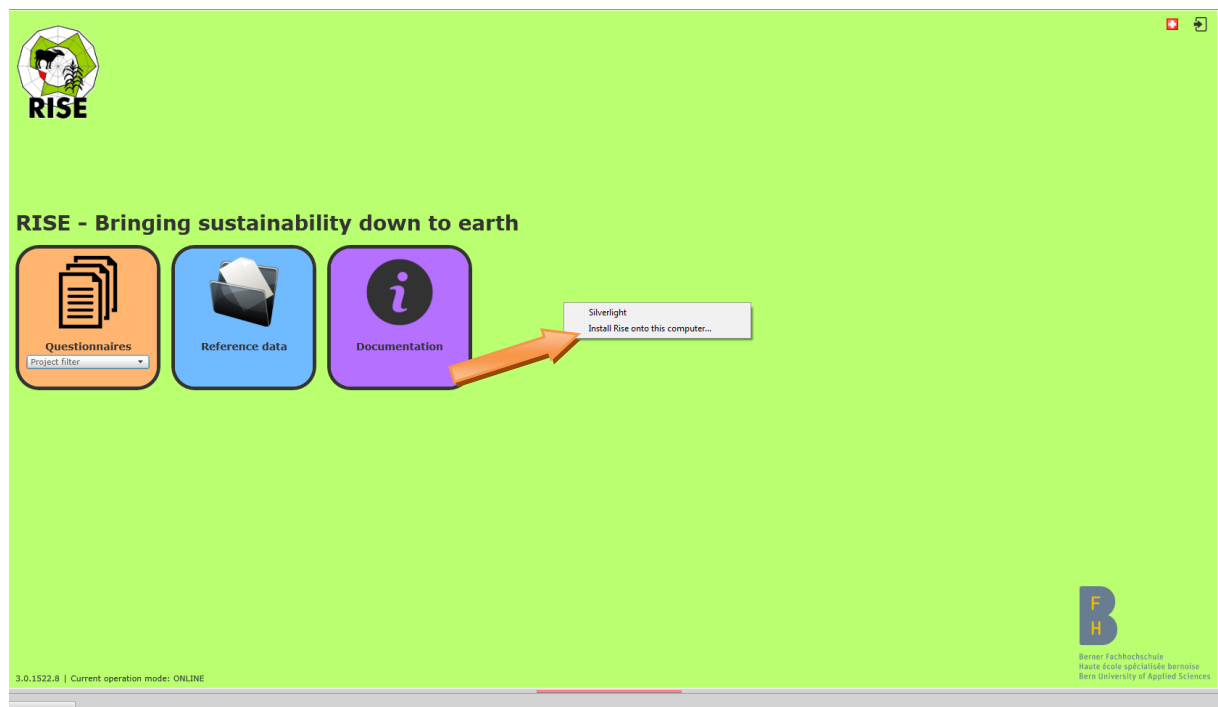 RISE
RISE - Bringing sustainability down to earth
Questionnaires
Project filter
Reference data
Documentation
Silverlight
Install Rise onto this computer...
B
F
H
Berner Fachhochschule
Haute école spécialisée bernoise
Bern University of Applied Sciences
3.0.1522.8 | Current operation mode: ONLINE